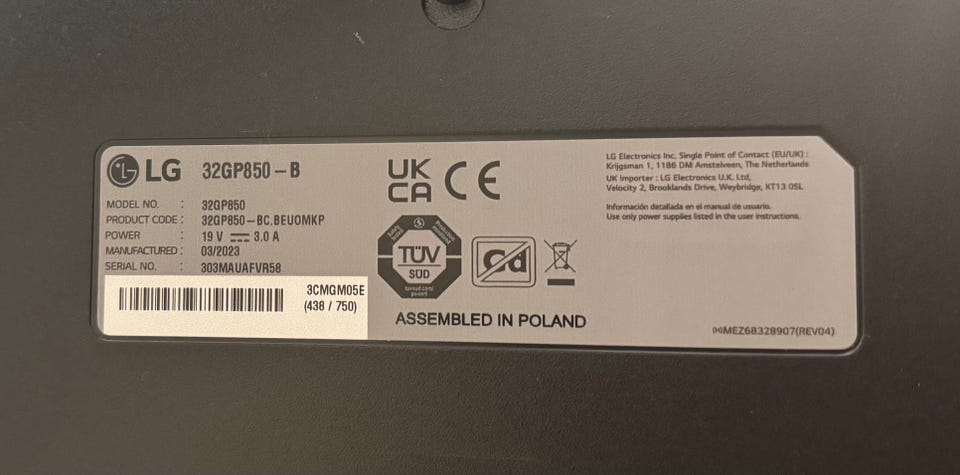 LG 32GP850-B
MODEL NO. : 32GP850
PRODUCT CODE : 32GP850-BC.BEUOMKP
POWER : 19 V ⎓ 3.0 A
MANUFACTURED : 03/2023
SERIAL NO. : 303MAUAFVR58
3CMGM05E
(438 / 750)
UK
CA
CE
TÜV
SÜD
Cd
ASSEMBLED IN POLAND
LG Electronics Inc. Single Point of Contact (EU/UK) :
Krijgsman 1, 1186 DM Amstelveen, The Netherlands
UK Importer : LG Electronics U.K. Ltd,
Velocity 2, Brooklands Drive, Weybridge, KT13 0SL
Información detallada en el manual de usuario.
Use only power supplies listed in the user instructions.
MEZ68328907(REV04)